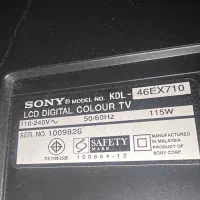 SONY® MODEL NO. KDL-46EX710
LCD DIGITAL COLOUR TV
110-240V~ 50/60Hz 115W
SER. NO. 1009826
SAFETY
MARK
100664-12
MANUFACTURED
IN MALAYSIA
PRODUCT OF
SONY CORP.